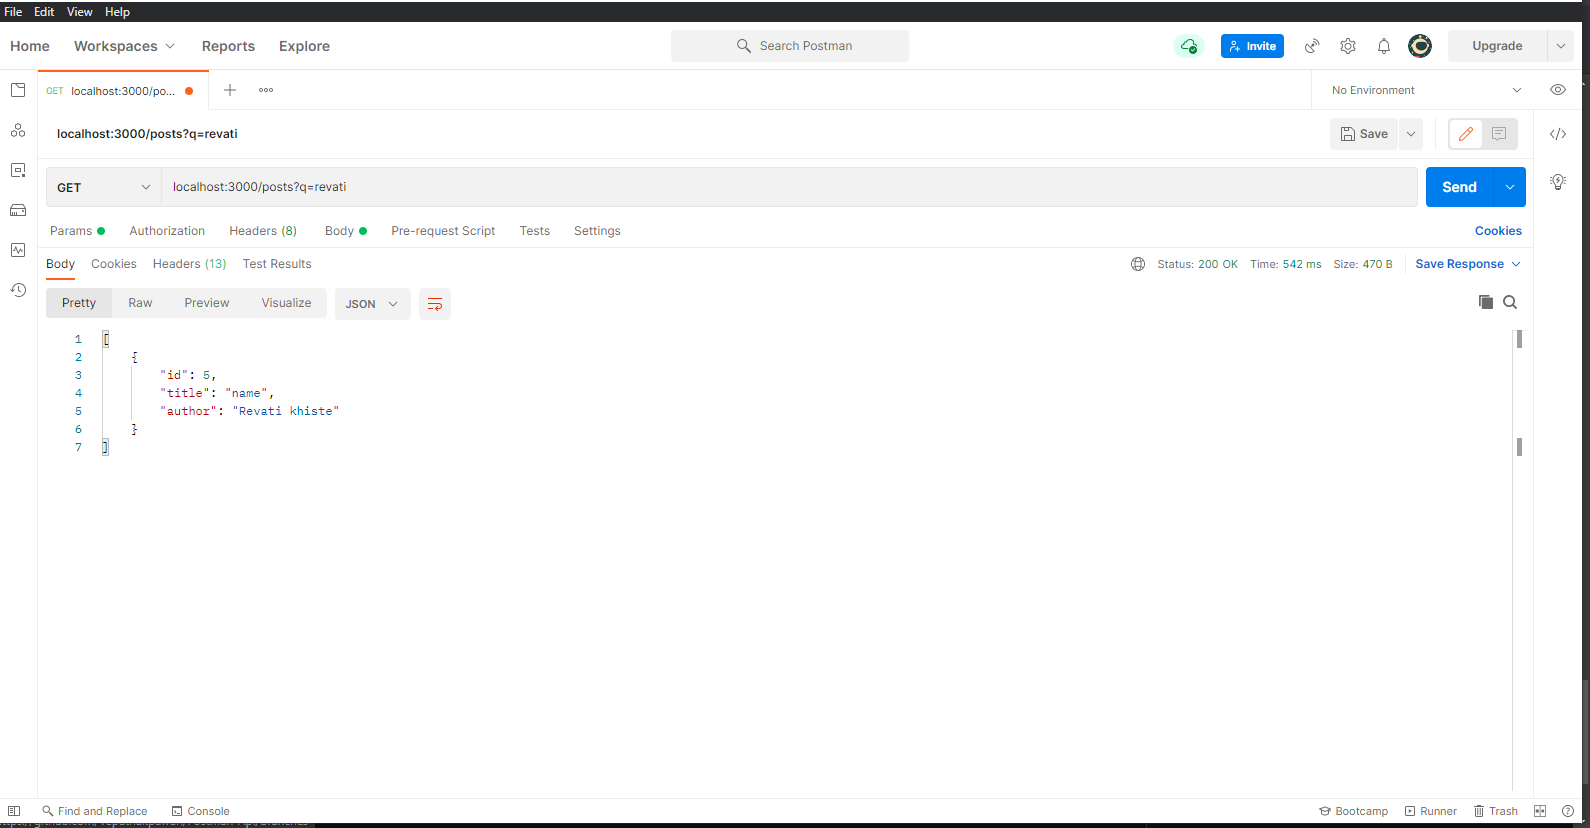 File Edit View Help
Home Workspaces Reports Explore Search Postman Invite Upgrade
GET localhost:3000/po... No Environment
localhost:3000/posts?q=revati Save
GET localhost:3000/posts?q=revati Send
Params Authorization Headers (8) Body Pre-request Script Tests Settings Cookies
Body Cookies Headers (13) Test Results Status: 200 OK Time: 542 ms Size: 470 B Save Response
Pretty Raw Preview Visualize JSON
1 [
2 {
3 "id": 5,
4 "title": "name",
5 "author": "Revati khiste"
6 }
7 ]
Find and Replace Console Bootcamp Runner Trash